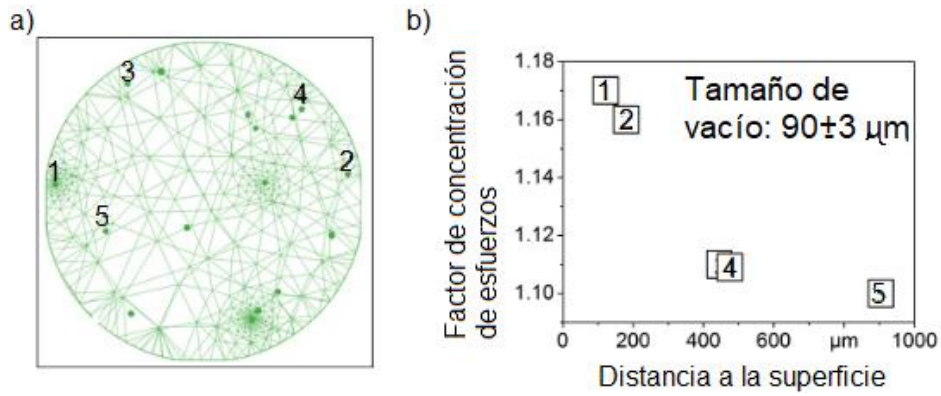 a)
3
4
1
2
5
b)
Factor de concentración
de esfuerzos
1.18
1.16
1.14
1.12
1.10
1
2
Tamaño de
vacío: 90±3 µm
4
5
0
200
400
600
µm
1000
Distancia a la superficie